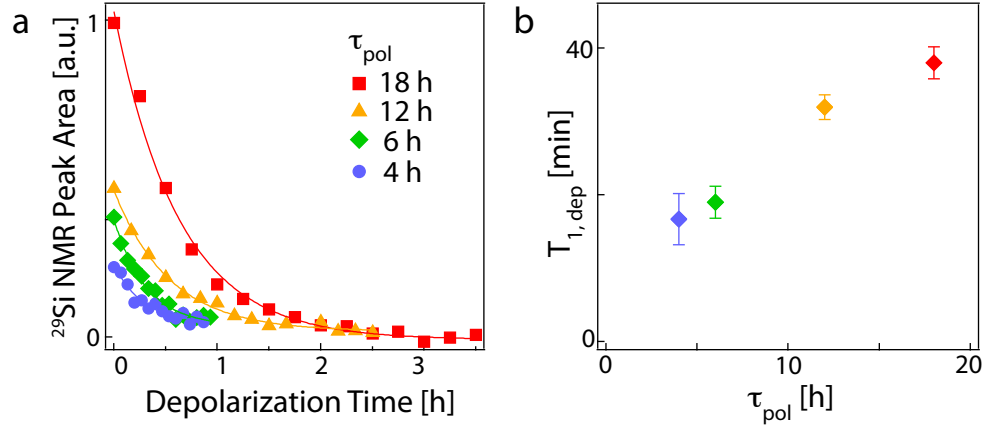 a
²⁹Si NMR Peak Area [a.u.]
1
0
τpol
18 h
12 h
6 h
4 h
0 1 2 3
Depolarization Time [h]
b
T1, dep [min]
40
0
0 10 20
τpol [h]